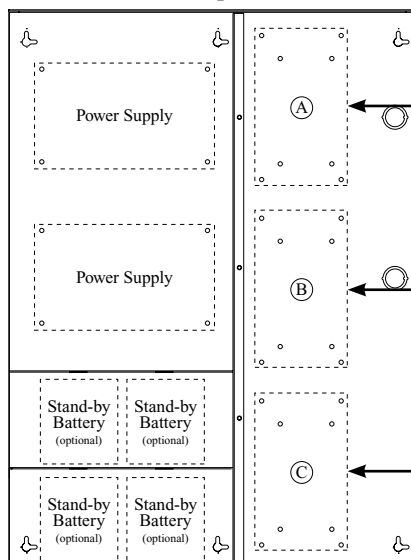 Power Supply
A
Power Supply
B
Stand-by
Battery
(optional)
Stand-by
Battery
(optional)
C
Stand-by
Battery
(optional)
Stand-by
Battery
(optional)